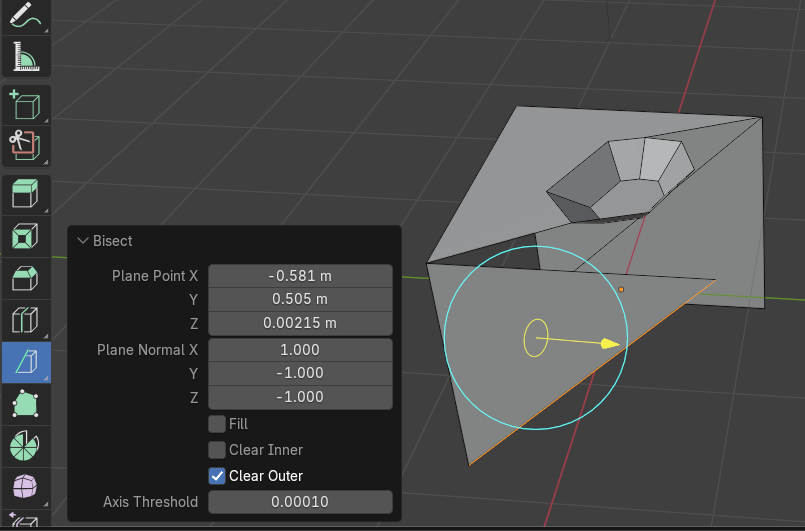 Bisect
Plane Point X -0.581 m
Y 0.505 m
Z 0.00215 m
Plane Normal X 1.000
Y -1.000
Z -1.000
Fill
Clear Inner
Clear Outer
Axis Threshold 0.00010